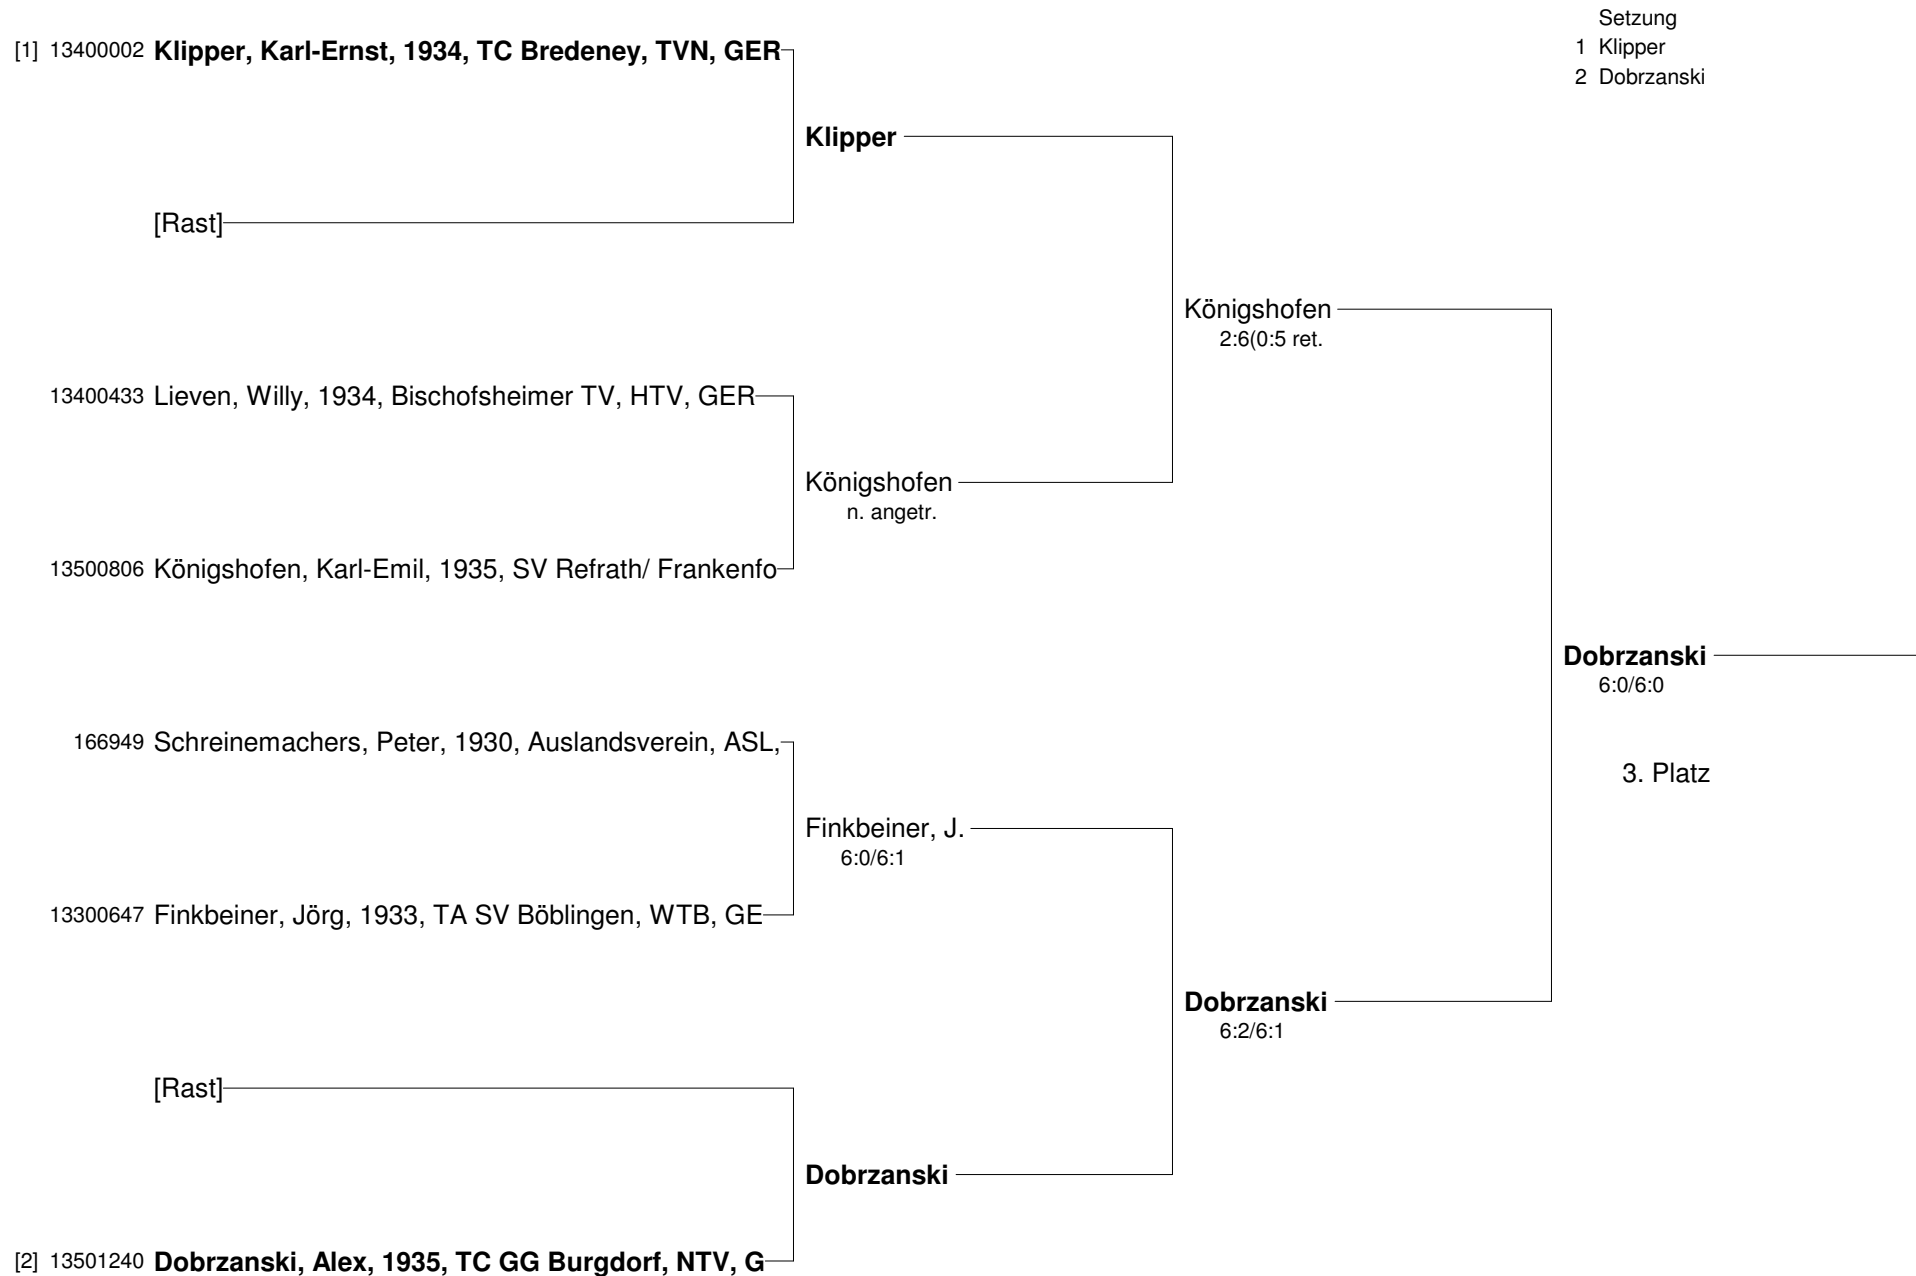 Setzung
1 Klipper
2 Dobrzanski
[1] 13400002 Klipper, Karl-Ernst, 1934, TC Bredeney, TVN, GER
Klipper
[Rast]
Königshofen
2:6(0:5 ret.
13400433 Lieven, Willy, 1934, Bischofsheimer TV, HTV, GER
Königshofen
n. angetr.
13500806 Königshofen, Karl-Emil, 1935, SV Refrath/ Frankenfo
Dobrzanski
6:0/6:0
166949 Schreinemachers, Peter, 1930, Auslandsverein, ASL,
3. Platz
Finkbeiner, J.
6:0/6:1
13300647 Finkbeiner, Jörg, 1933, TA SV Böblingen, WTB, GE
Dobrzanski
6:2/6:1
[Rast]
Dobrzanski
[2] 13501240 Dobrzanski, Alex, 1935, TC GG Burgdorf, NTV, G